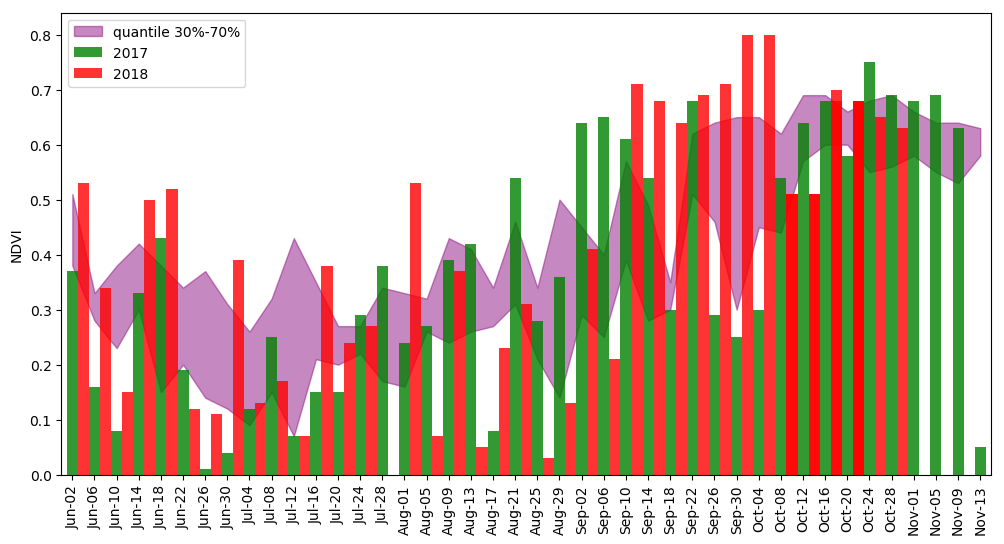 quantile 30%-70%
2017
2018
NDVI
0.8
0.7
0.6
0.5
0.4
0.3
0.2
0.1
0.0
Jun-02
Jun-06
Jun-10
Jun-14
Jun-18
Jun-22
Jun-26
Jun-30
Jul-04
Jul-08
Jul-12
Jul-16
Jul-20
Jul-24
Jul-28
Aug-01
Aug-05
Aug-09
Aug-13
Aug-17
Aug-21
Aug-25
Aug-29
Sep-02
Sep-06
Sep-10
Sep-14
Sep-18
Sep-22
Sep-26
Sep-30
Oct-04
Oct-08
Oct-12
Oct-16
Oct-20
Oct-24
Oct-28
Nov-01
Nov-05
Nov-09
Nov-13